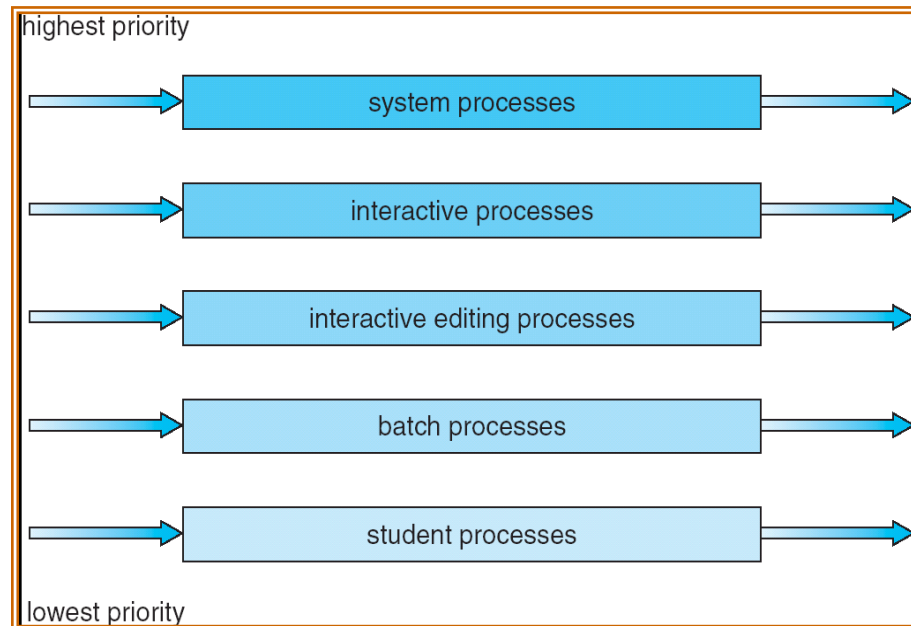 highest priority
system processes
interactive processes
interactive editing processes
batch processes
student processes
lowest priority